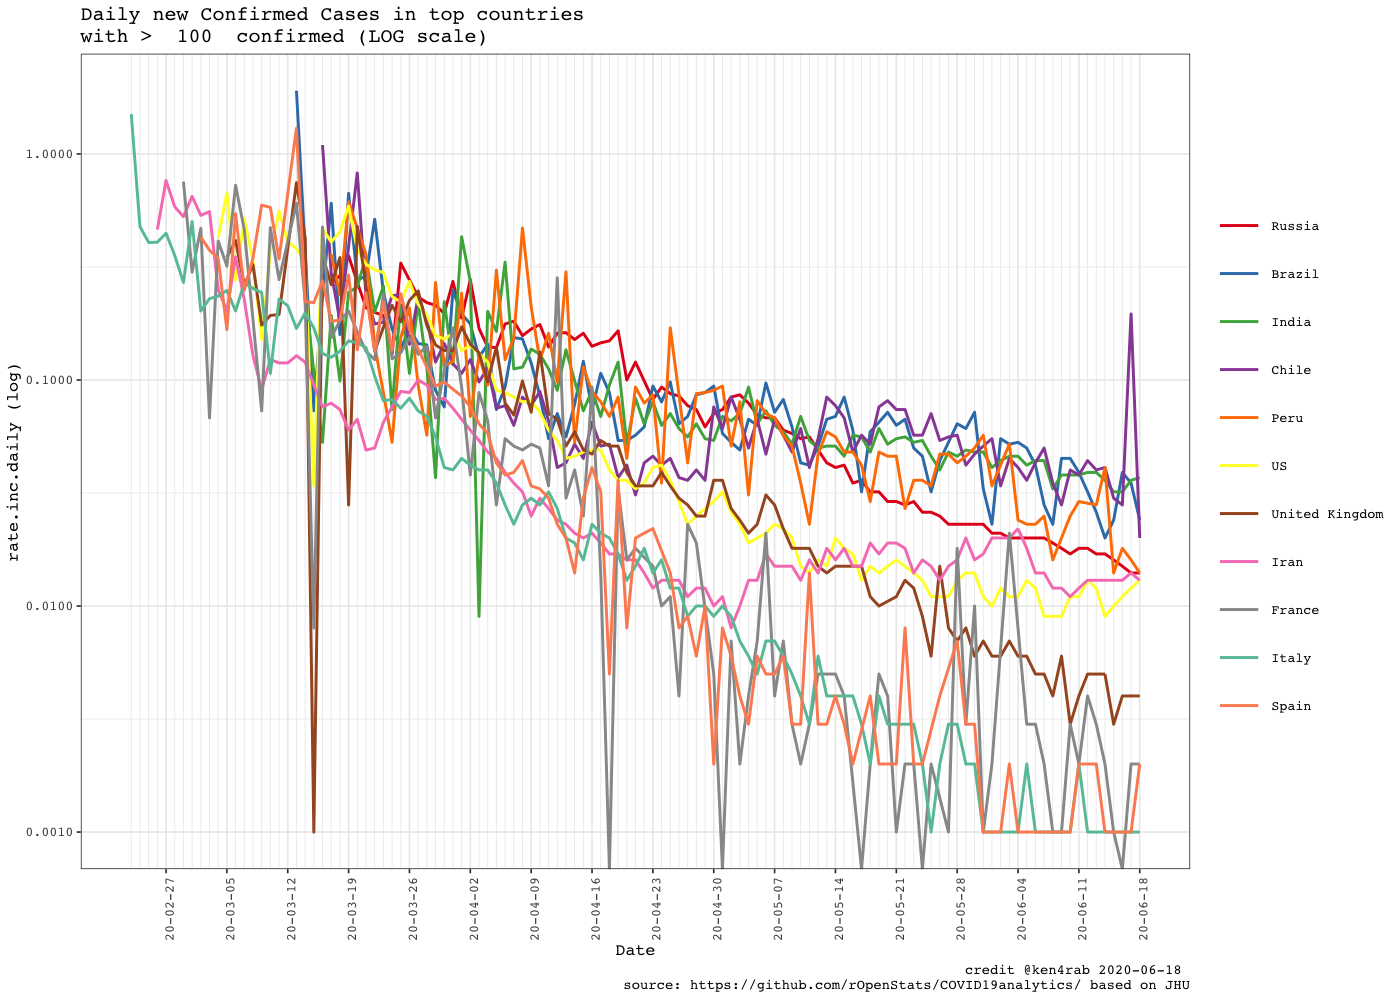 Daily new Confirmed Cases in top countries
with >  100  confirmed (LOG scale)
rate.inc.daily (log)
1.0000
0.1000
0.0100
0.0010
20-02-27
20-03-05
20-03-12
20-03-19
20-03-26
20-04-02
20-04-09
20-04-16
20-04-23
20-04-30
20-05-07
20-05-14
20-05-21
20-05-28
20-06-04
20-06-11
20-06-18
Date
Russia
Brazil
India
Chile
Peru
US
United Kingdom
Iran
France
Italy
Spain
credit @ken4rab 2020-06-18
source: https://github.com/rOpenStats/COVID19analytics/ based on JHU